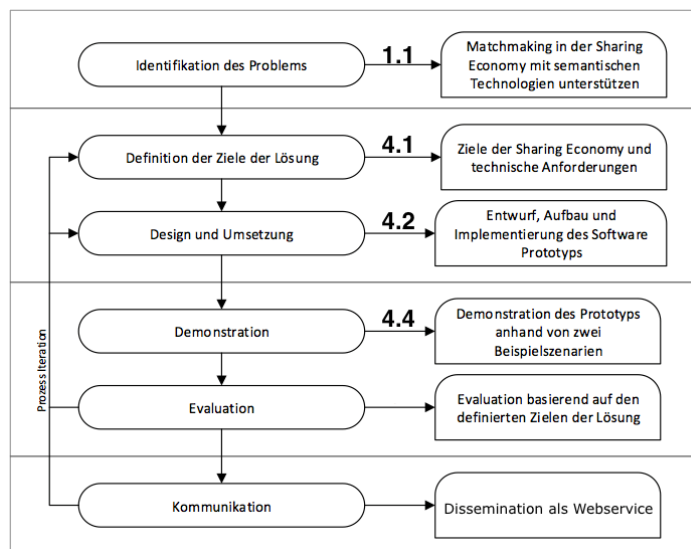 Identifikation des Problems
1.1
Matchmaking in der Sharing
Economy mit semantischen
Technologien unterstützen
Definition der Ziele der Lösung
4.1
Ziele der Sharing Economy und
technische Anforderungen
Design und Umsetzung
4.2
Entwurf, Aufbau und
Implementierung des Software
Prototyps
Demonstration
4.4
Demonstration des Prototyps
anhand von zwei
Beispielszenarien
Prozess Iteration
Evaluation
Evaluation basierend auf den
definierten Zielen der Lösung
Kommunikation
Dissemination als Webservice